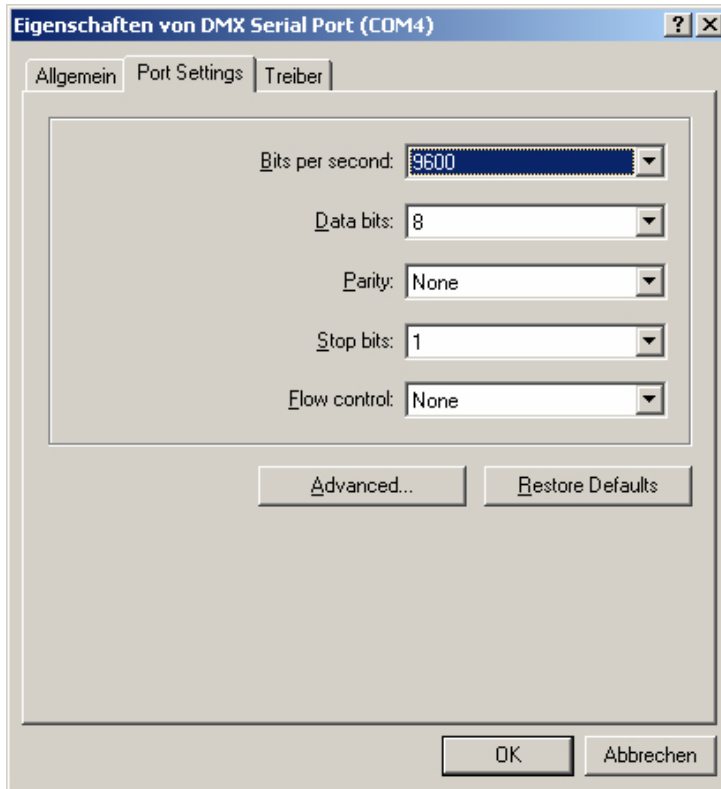 Eigenschaften von DMX Serial Port (COM4)
Allgemein Port Settings Treiber
Bits per second: 9600
Data bits: 8
Parity: None
Stop bits: 1
Flow control: None
Advanced... Restore Defaults
OK Abbrechen